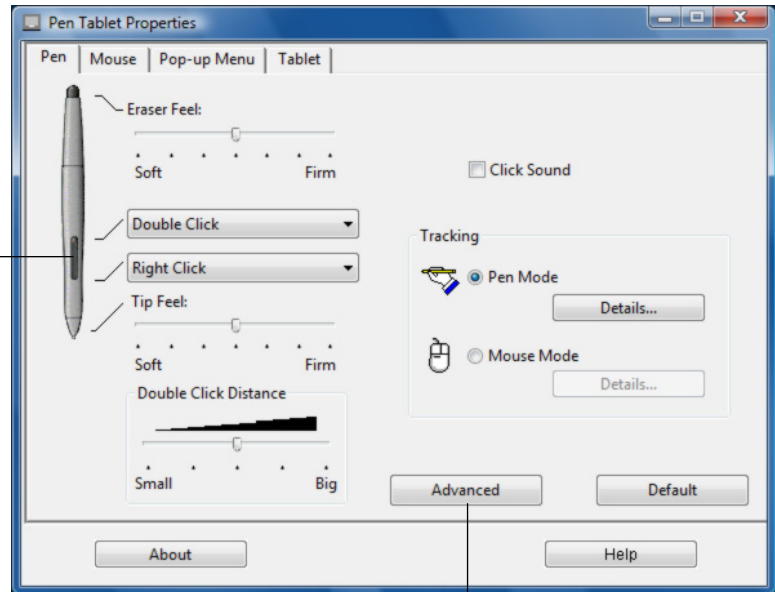 Pen Tablet Properties
Pen Mouse Pop-up Menu Tablet
Eraser Feel:
Soft Firm
Click Sound
Double Click
Right Click
Tip Feel:
Soft Firm
Double Click Distance
Small Big
Tracking
Pen Mode
Details...
Mouse Mode
Details...
Advanced Default
About Help